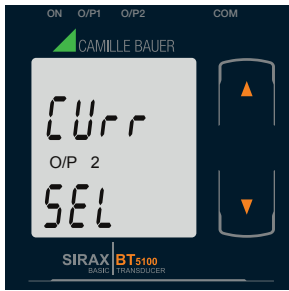 ON O/P1 O/P2 COM
CAMILLE BAUER
CUrr
O/P 2
SEL
SIRAX BT5100
BASIC TRANSDUCER